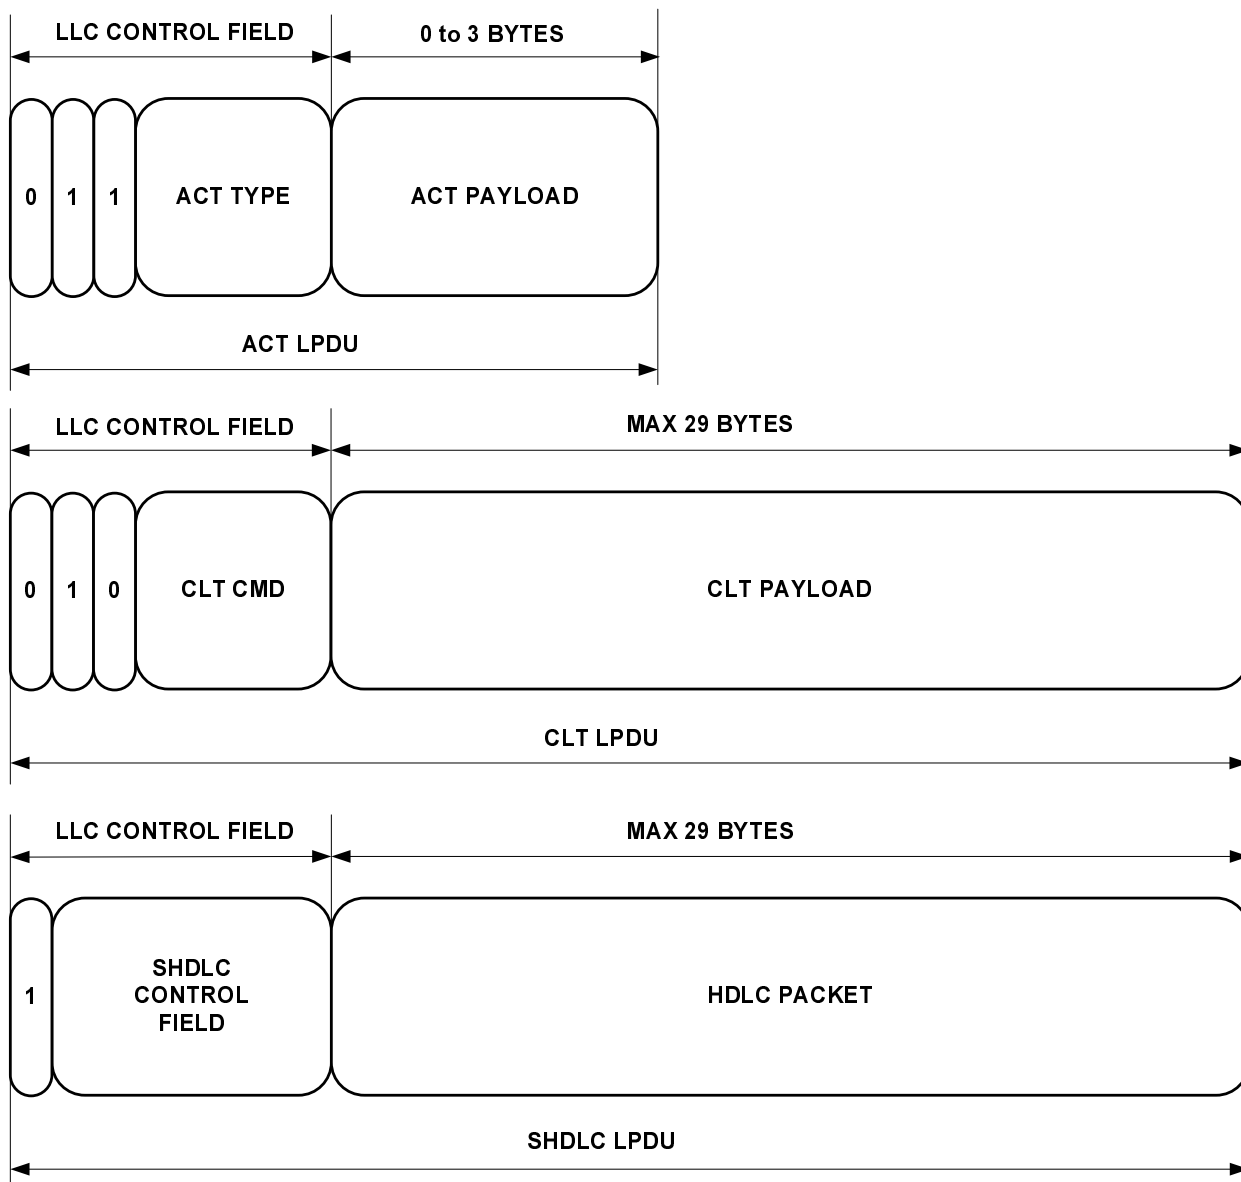 LLC CONTROL FIELD
0 to 3 BYTES
0 1 1 ACT TYPE ACT PAYLOAD
ACT LPDU
LLC CONTROL FIELD
MAX 29 BYTES
0 1 0 CLT CMD CLT PAYLOAD
CLT LPDU
LLC CONTROL FIELD
MAX 29 BYTES
1
SHDLC
CONTROL
FIELD
HDLC PACKET
SHDLC LPDU